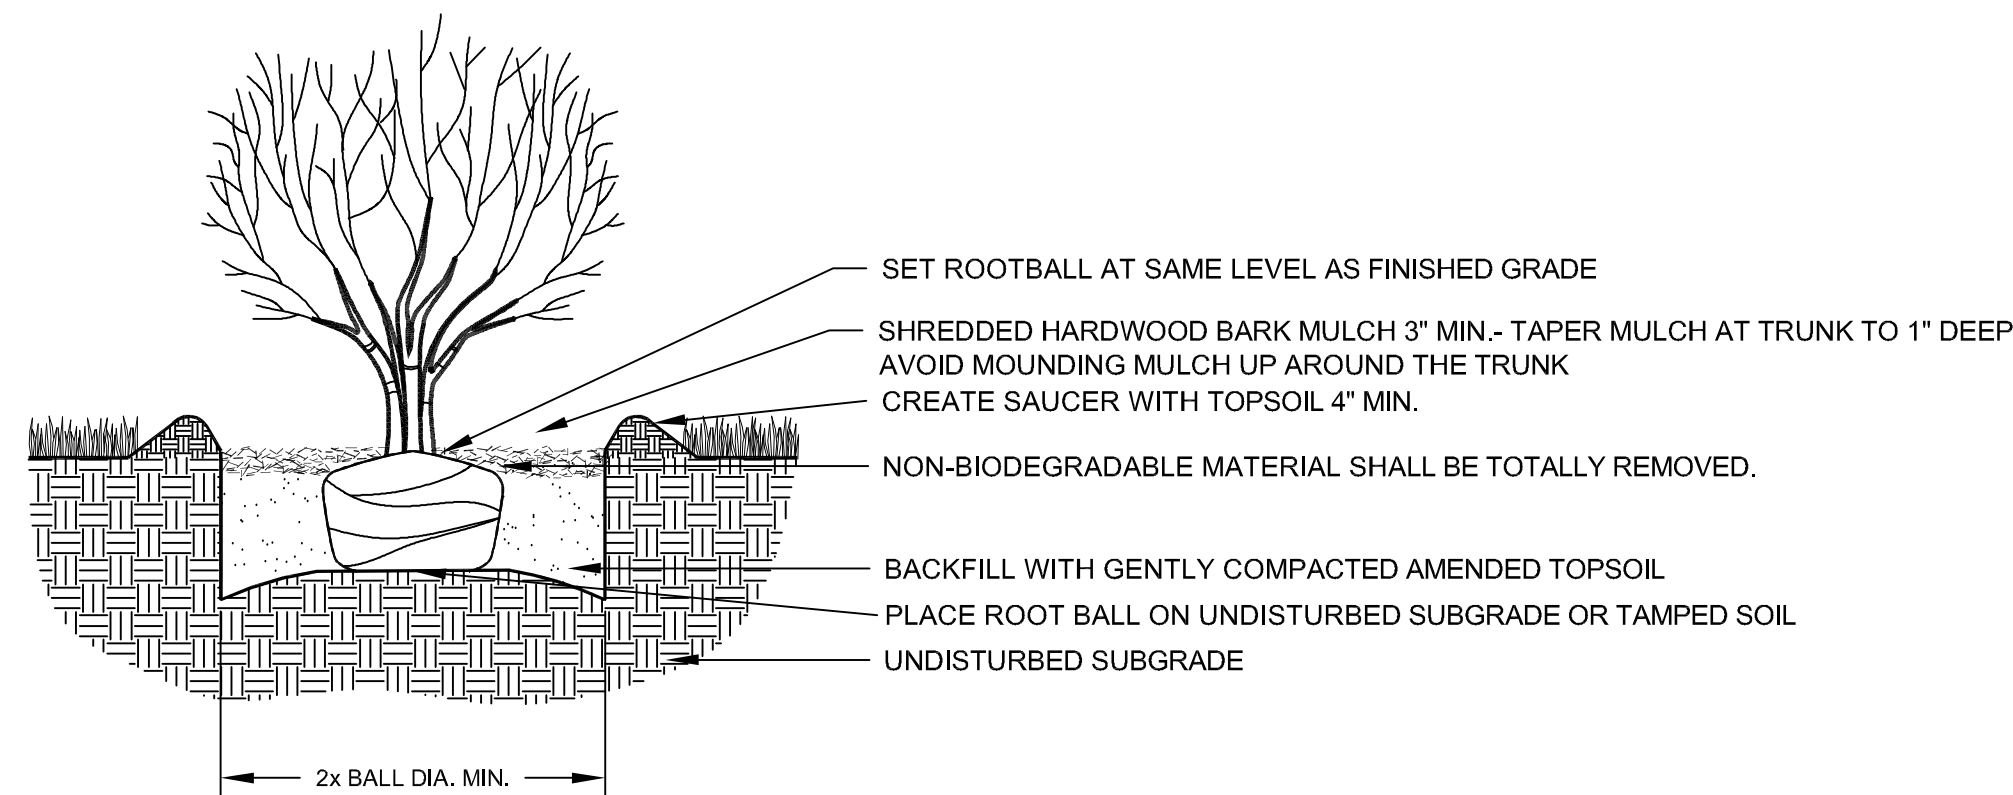 SET ROOTBALL AT SAME LEVEL AS FINISHED GRADE
SHREDDED HARDWOOD BARK MULCH 3" MIN.- TAPER MULCH AT TRUNK TO 1" DEEP
AVOID MOUNDING MULCH UP AROUND THE TRUNK
CREATE SAUCER WITH TOPSOIL 4" MIN.
NON-BIODEGRADABLE MATERIAL SHALL BE TOTALLY REMOVED.
BACKFILL WITH GENTLY COMPACTED AMENDED TOPSOIL
PLACE ROOT BALL ON UNDISTURBED SUBGRADE OR TAMPED SOIL
UNDISTURBED SUBGRADE
2x BALL DIA. MIN.